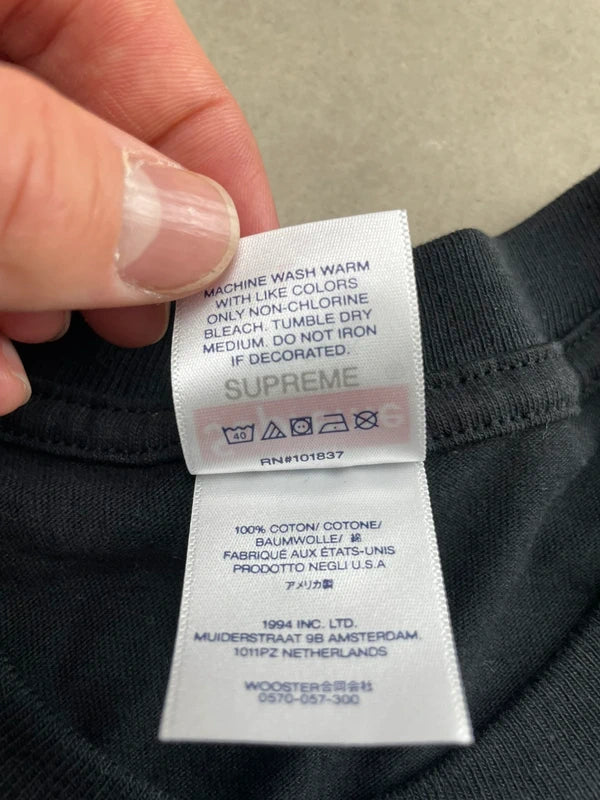 MACHINE WASH WARM
WITH LIKE COLORS
ONLY NON-CHLORINE
BLEACH. TUMBLE DRY
MEDIUM. DO NOT IRON
IF DECORATED.
SUPREME
40
RN#101837
100% COTON/ COTONE/
BAUMWOLLE/ 綿
FABRIQUÉ AUX ÉTATS-UNIS
PRODOTTO NEGLI U.S.A
アメリカ製
1994 INC. LTD.
MUIDERSTRAAT 9B AMSTERDAM.
1011PZ NETHERLANDS
WOOSTER合同会社
0570-057-300